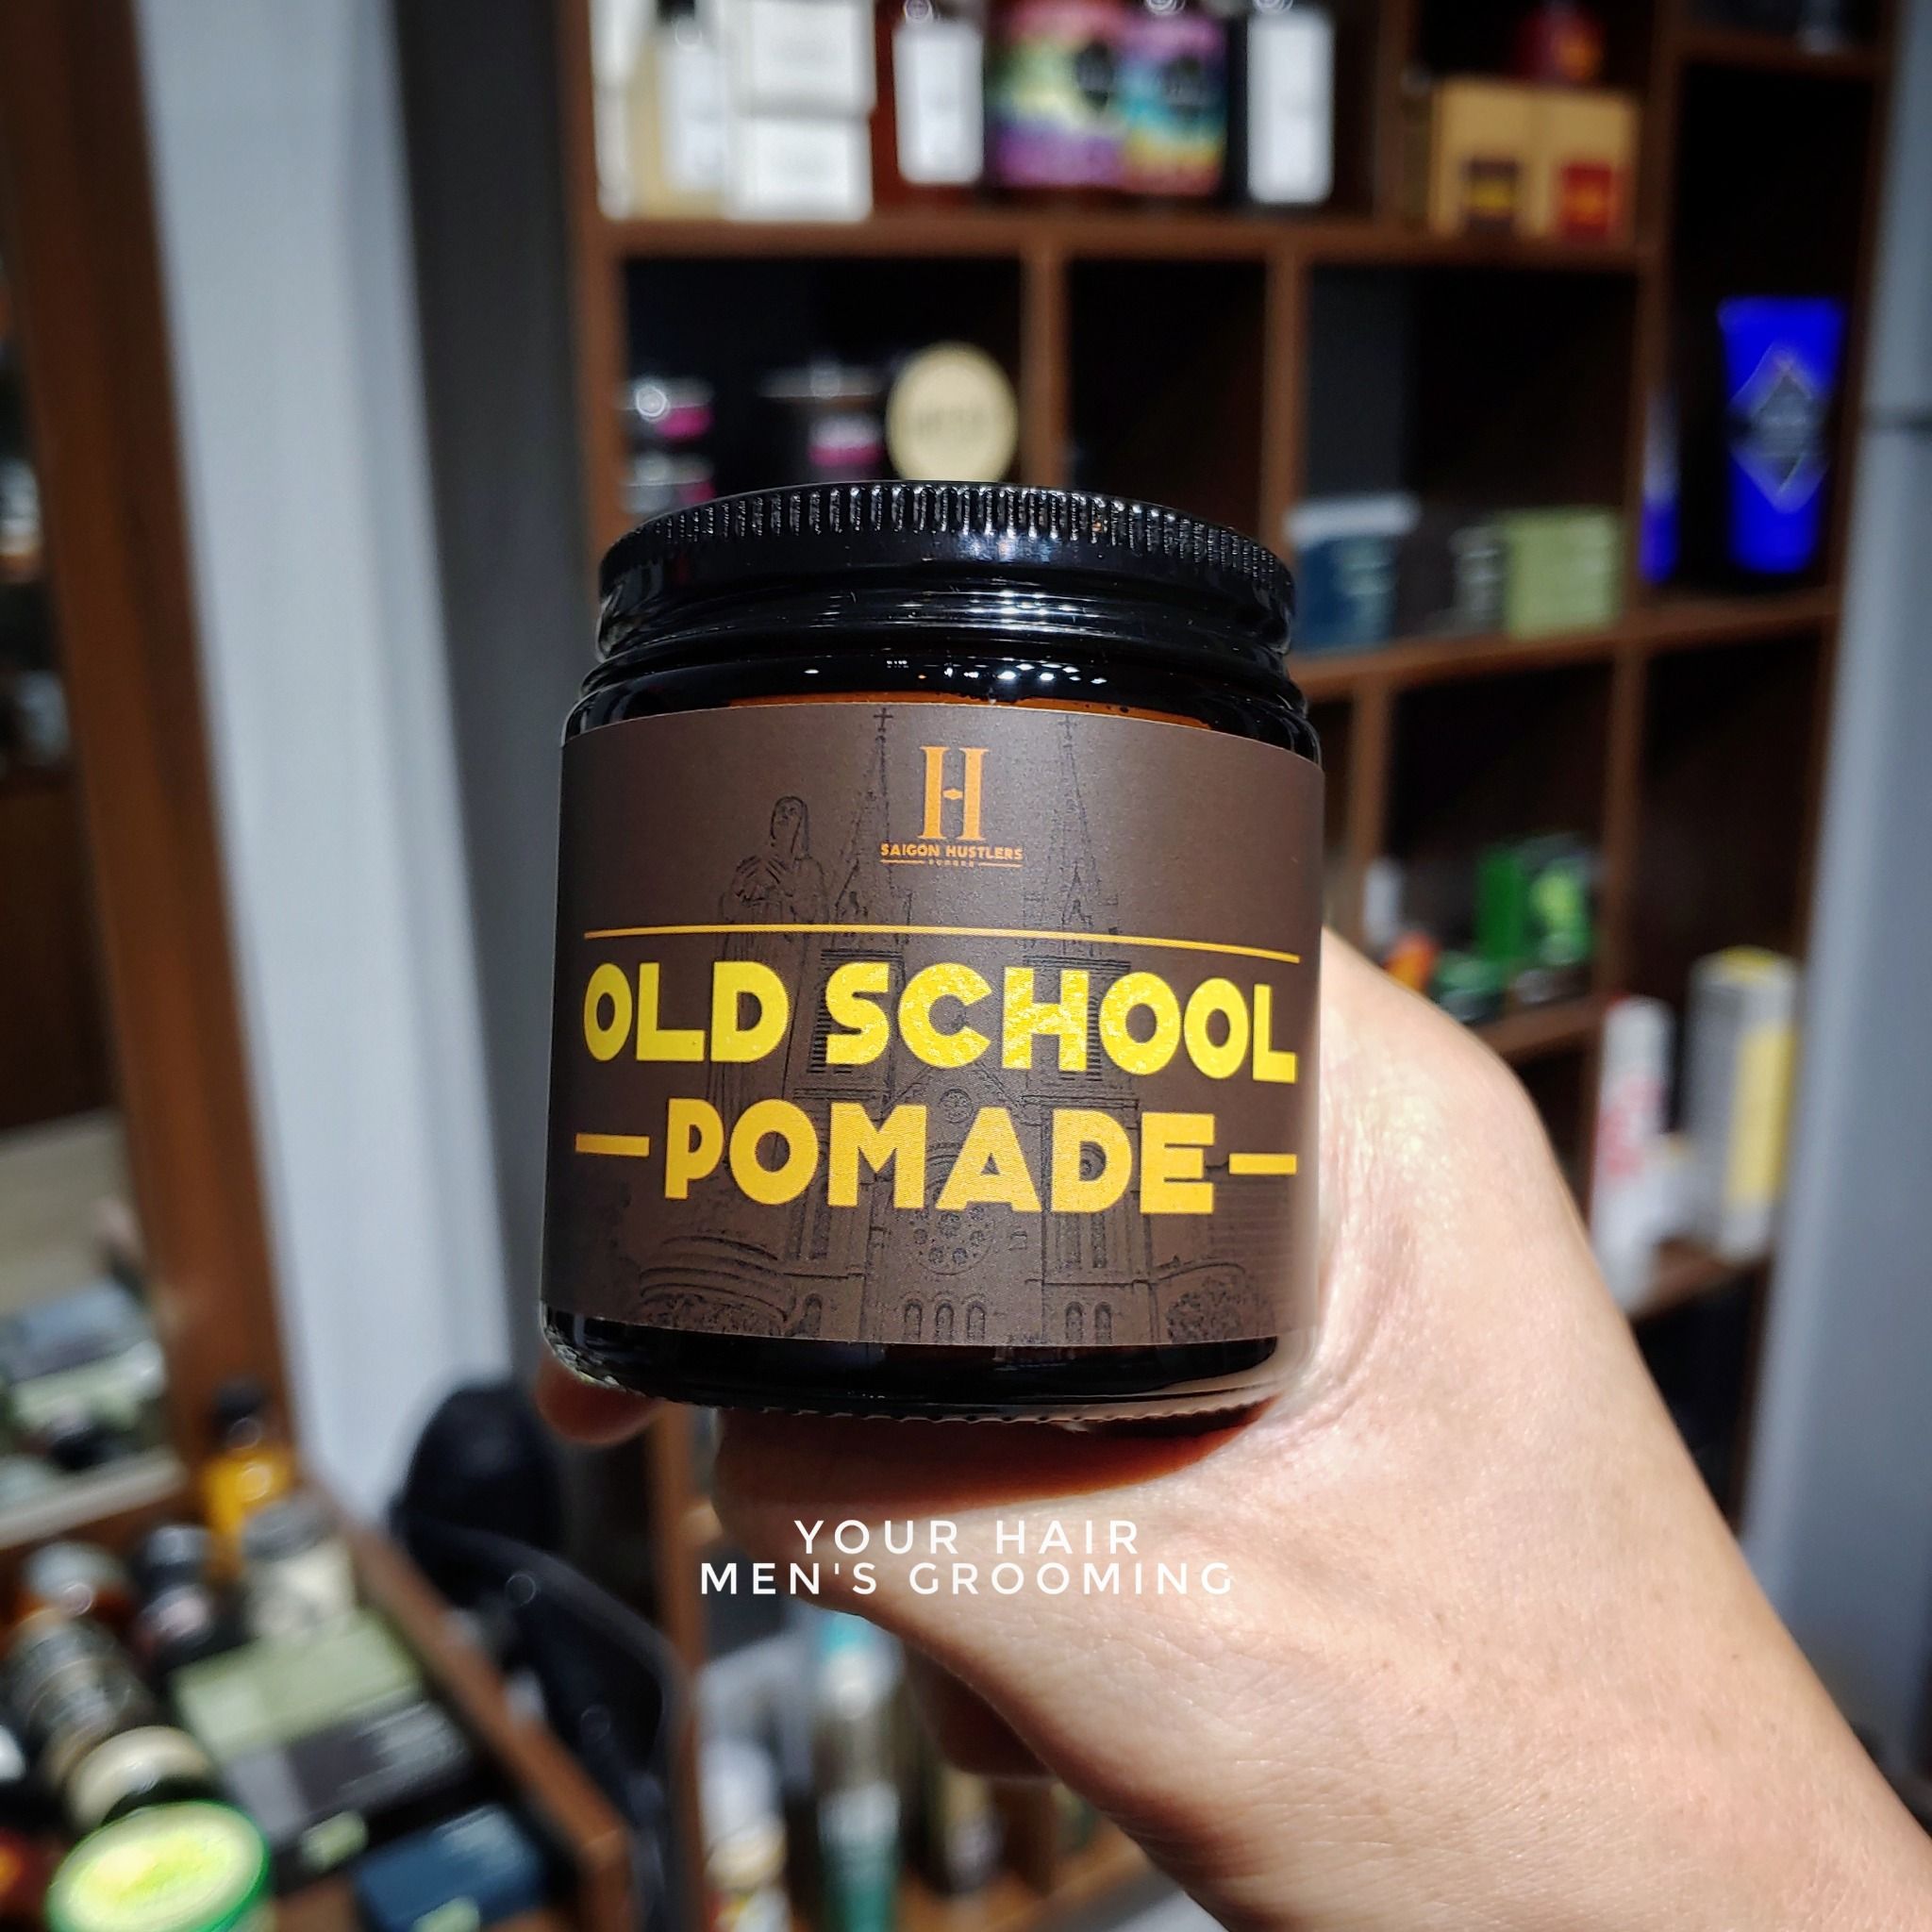 H
SAIGON HUSTLERS
OLD SCHOOL
POMADE
YOUR HAIR
MEN'S GROOMING